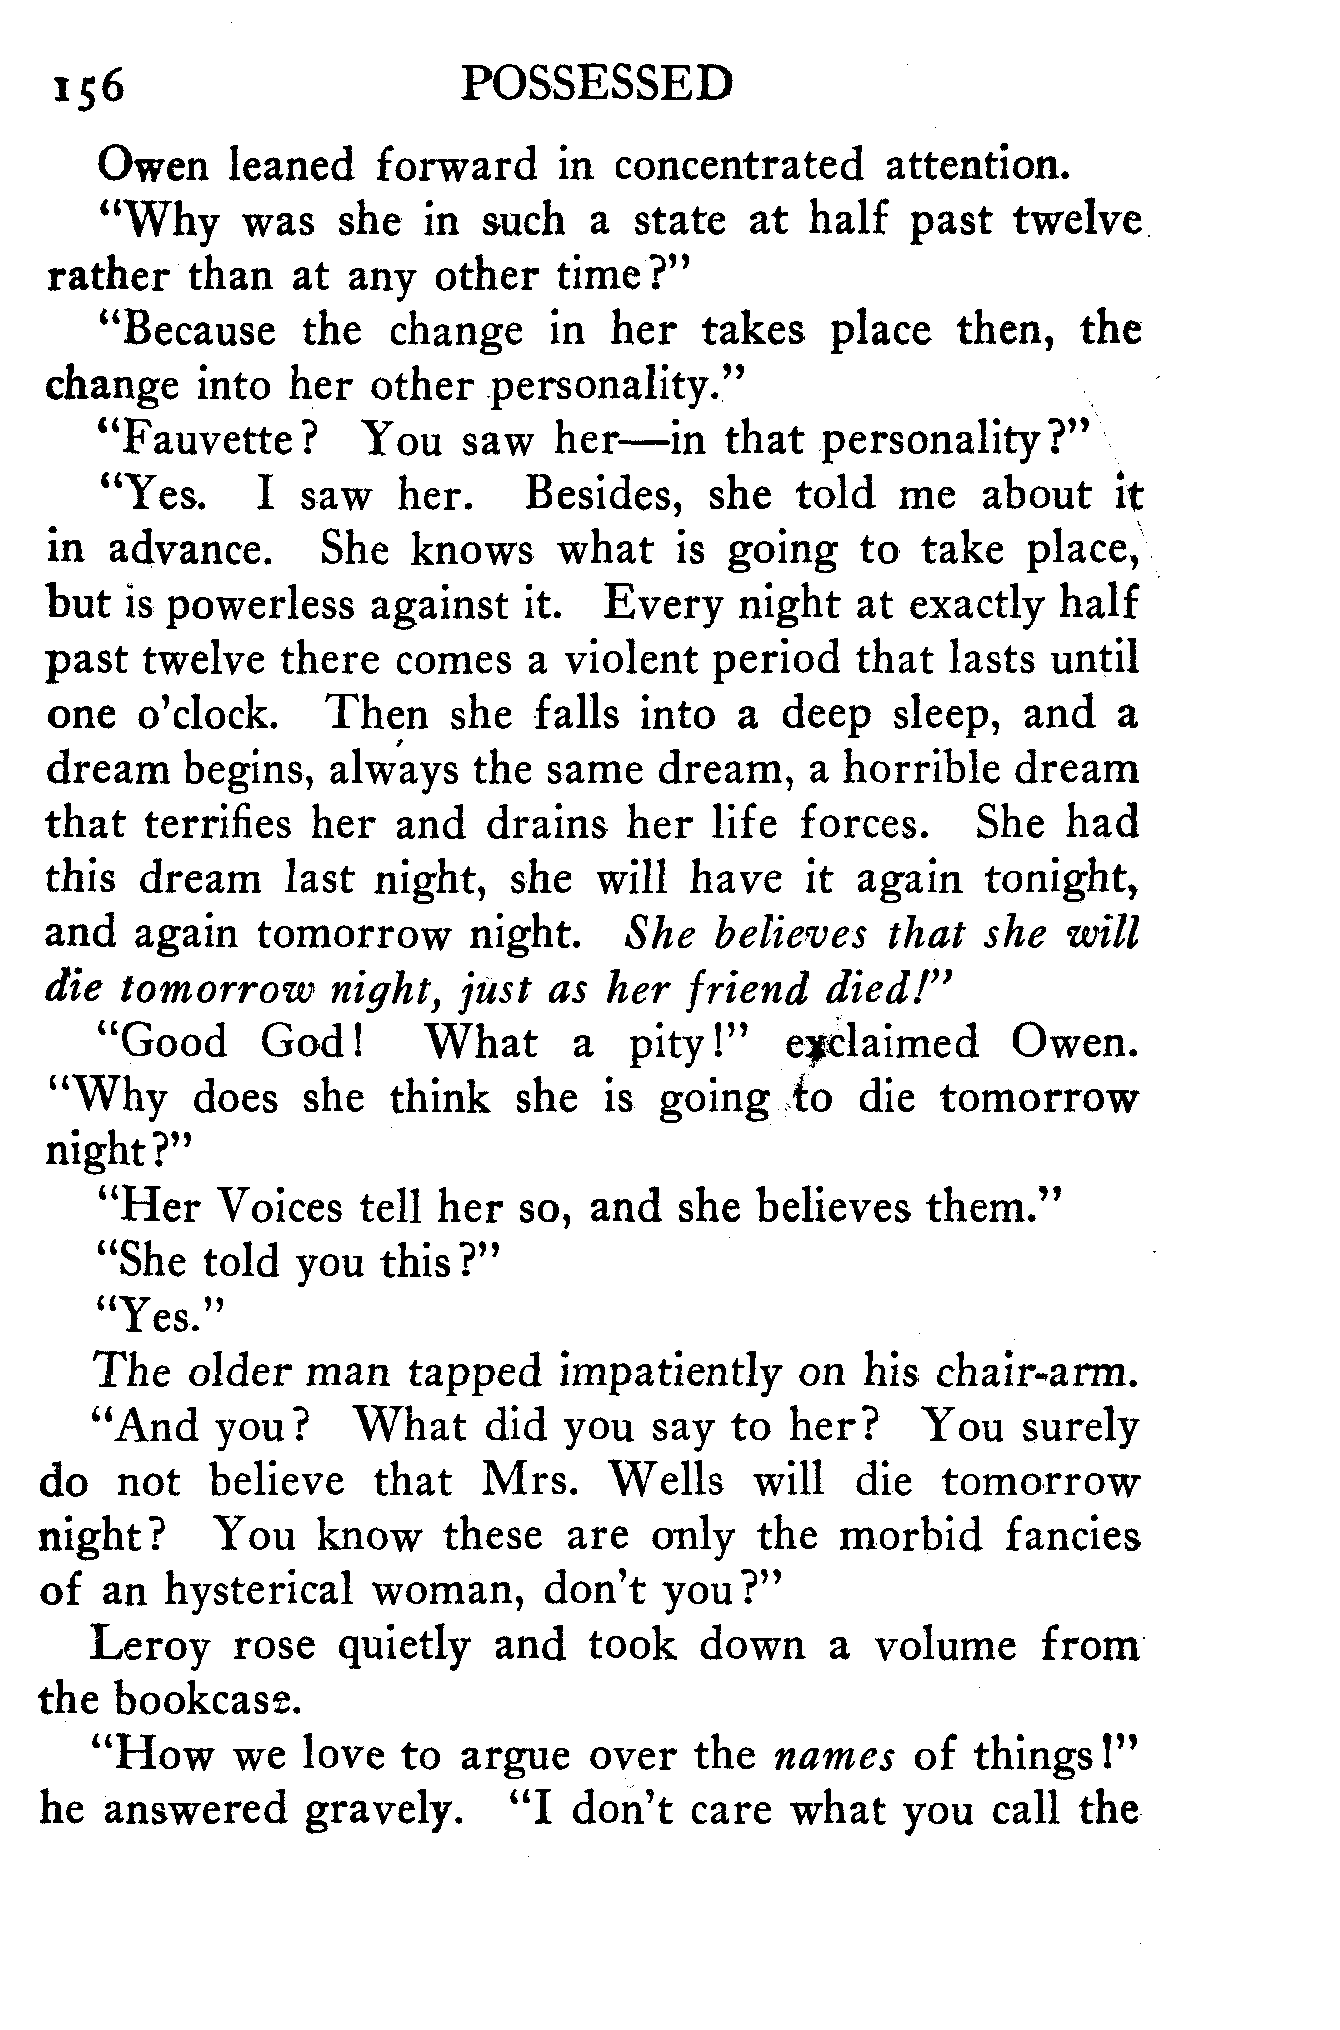 156 POSSESSED
Owen leaned forward in concentrated attention.
“Why was she in such a state at half past twelve
rather than at any other time?”
“Because the change in her takes place then, the
change into her other personality.”
“Fauvette? You saw her—in that personality?”
“Yes. I saw her. Besides, she told me about it
in advance. She knows what is going to take place,
but is powerless against it. Every night at exactly half
past twelve there comes a violent period that lasts until
one o’clock. Then she falls into a deep sleep, and a
dream begins, always the same dream, a horrible dream
that terrifies her and drains her life forces. She had
this dream last night, she will have it again tonight,
and again tomorrow night. She believes that she will
die tomorrow night, just as her friend died!”
“Good God! What a pity!” exclaimed Owen.
“Why does she think she is going to die tomorrow
night?”
“Her Voices tell her so, and she believes them.”
“She told you this?”
“Yes.”
The older man tapped impatiently on his chair-arm.
“And you? What did you say to her? You surely
do not believe that Mrs. Wells will die tomorrow
night? You know these are only the morbid fancies
of an hysterical woman, don’t you?”
Leroy rose quietly and took down a volume from
the bookcase.
“How we love to argue over the names of things!”
he answered gravely. “I don’t care what you call the